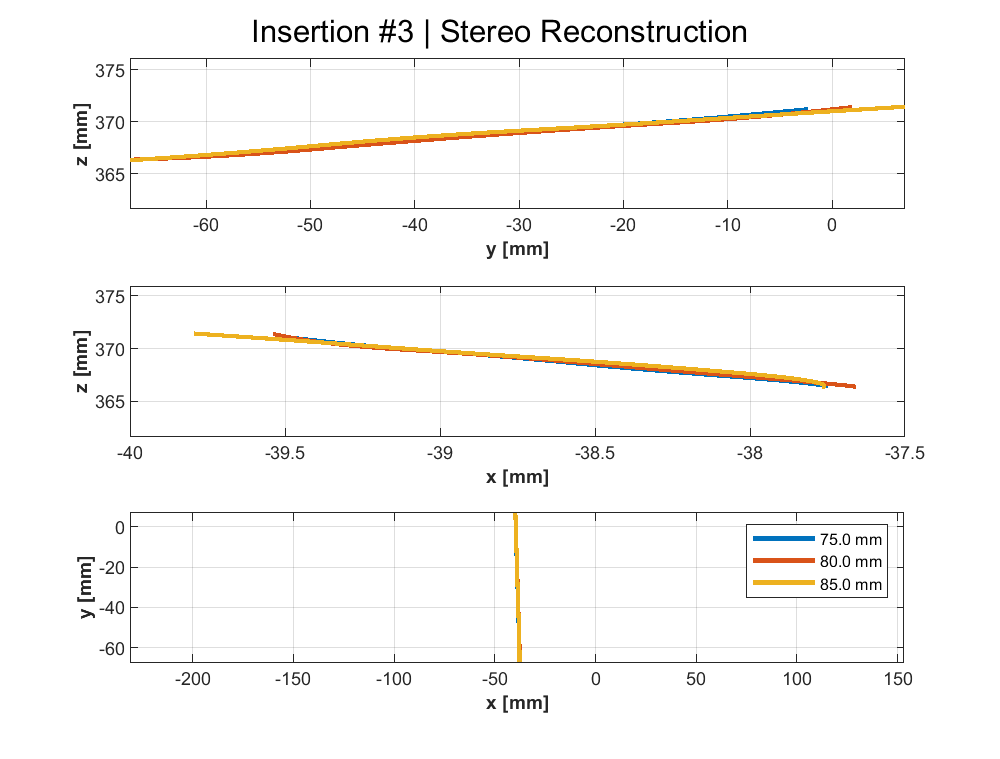 Insertion #3 | Stereo Reconstruction
375
370
365
z [mm]
-60 -50 -40 -30 -20 -10 0
y [mm]
375
370
365
z [mm]
-40 -39.5 -39 -38.5 -38 -37.5
x [mm]
0
-20
-40
-60
y [mm]
75.0 mm
80.0 mm
85.0 mm
-200 -150 -100 -50 0 50 100 150
x [mm]